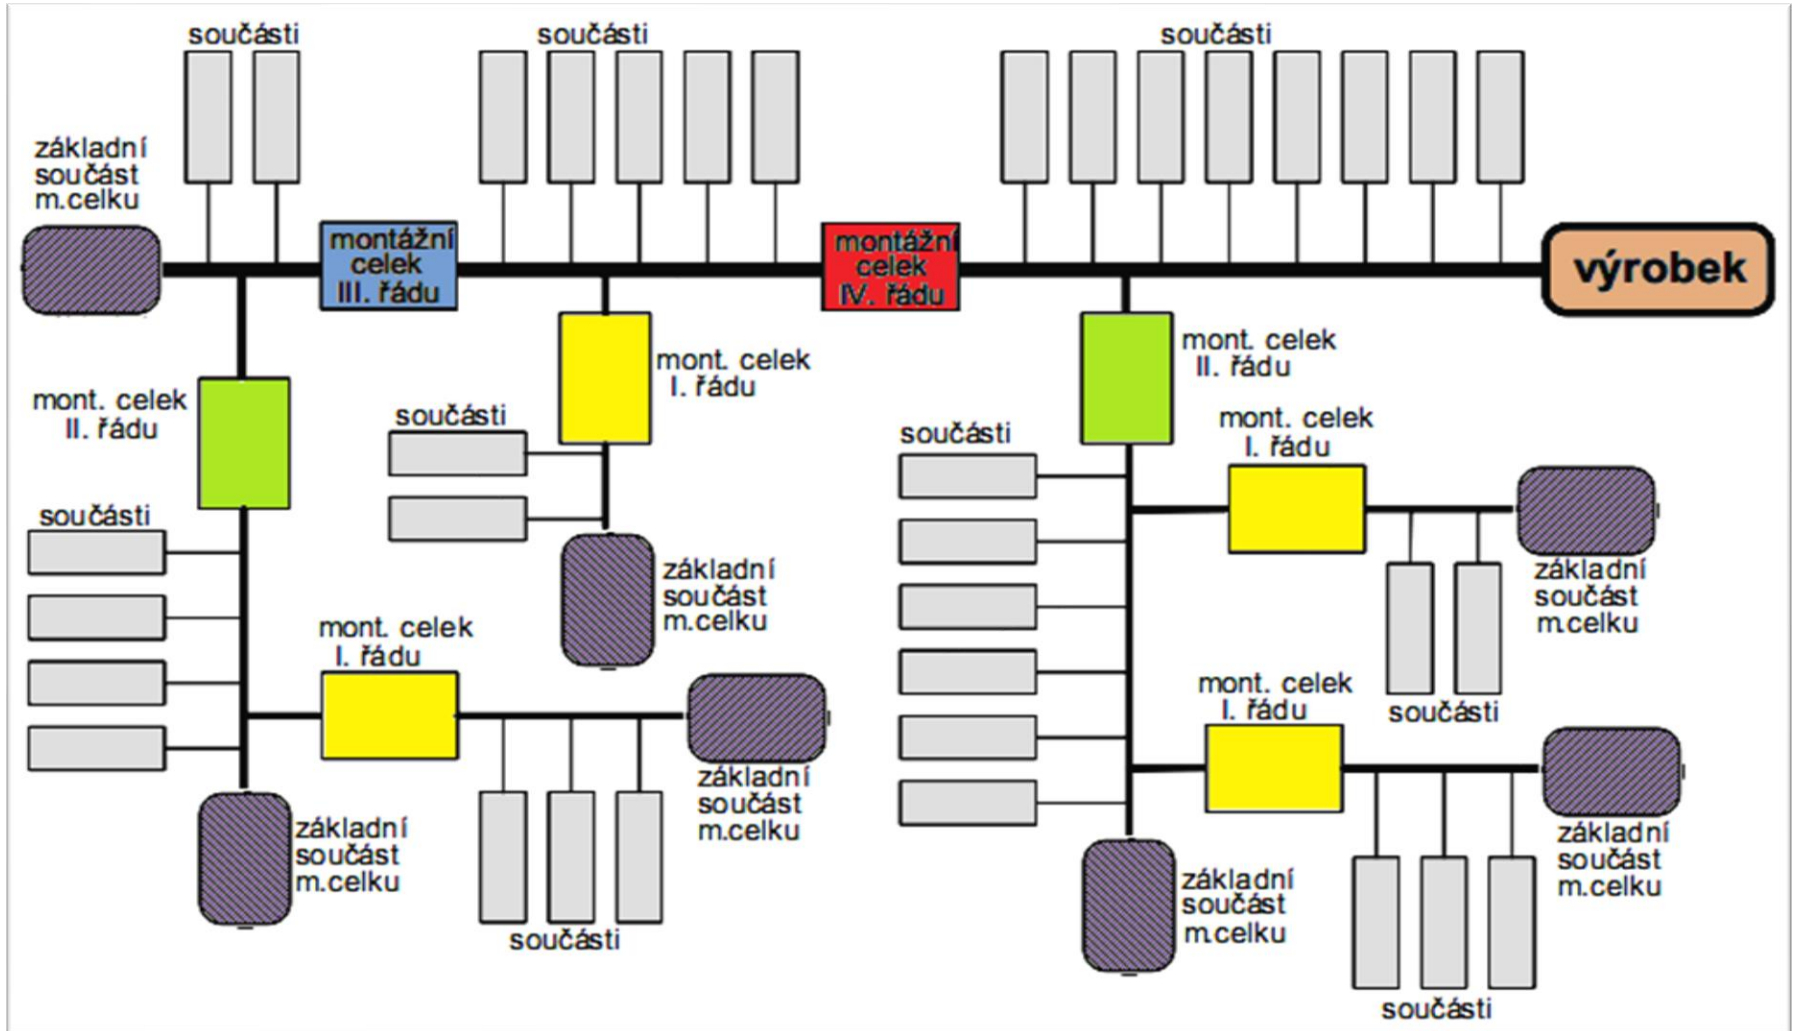 součásti
součásti
součásti
základní
součást
m.celku
montážní
celek
III. řádu
montážní
celek
IV. řádu
výrobek
mont. celek
I. řádu
mont. celek
II. řádu
mont. celek
II. řádu
součásti
mont. celek
I. řádu
součásti
součásti
základní
součást
m.celku
základní
součást
m.celku
mont. celek
I. řádu
mont. celek
I. řádu
součásti
základní
součást
m.celku
základní
součást
m.celku
základní
součást
m.celku
základní
součást
m.celku
součásti
součásti